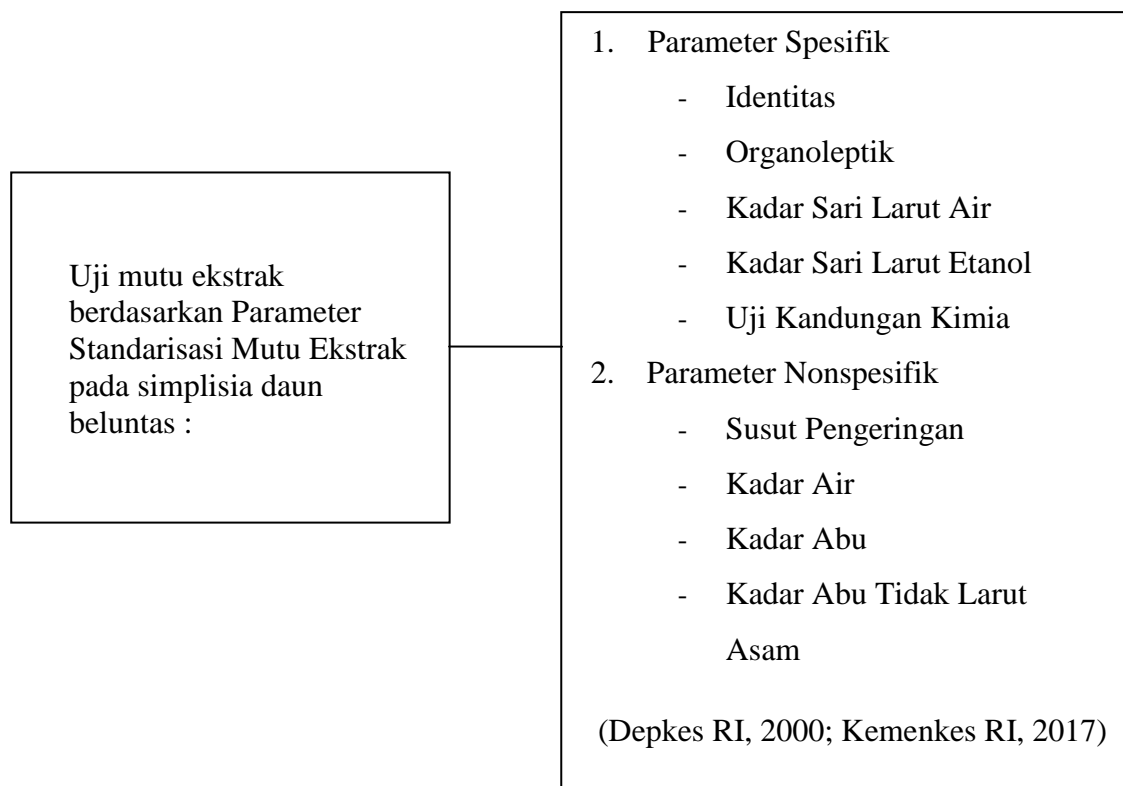 Uji mutu ekstrak
berdasarkan Parameter
Standarisasi Mutu Ekstrak
pada simplisia daun
beluntas :
1. Parameter Spesifik
- Identitas
- Organoleptik
- Kadar Sari Larut Air
- Kadar Sari Larut Etanol
- Uji Kandungan Kimia
2. Parameter Nonspesifik
- Susut Pengeringan
- Kadar Air
- Kadar Abu
- Kadar Abu Tidak Larut
Asam
(Depkes RI, 2000; Kemenkes RI, 2017)